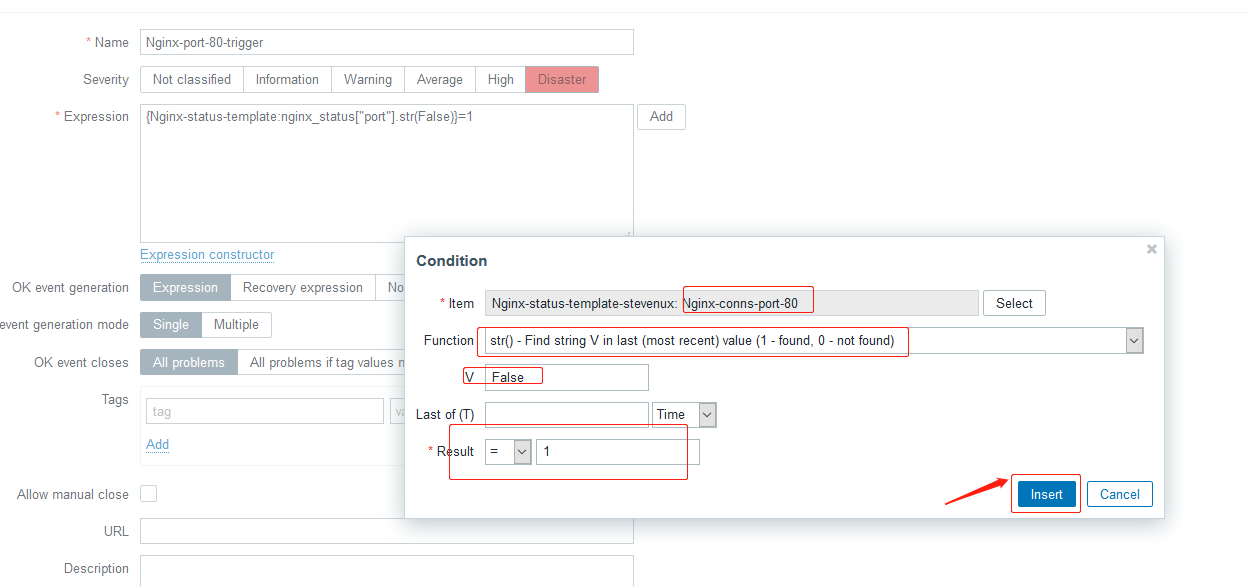 * Name Nginx-port-80-trigger
Severity Not classified Information Warning Average High Disaster
* Expression {Nginx-status-template:nginx_status["port"].str(False)}=1 Add
Expression constructor
Condition
OK event generation Expression Recovery expression No
* Item Nginx-status-template-stevenux: Nginx-conns-port-80 Select
event generation mode Single Multiple
Function str() - Find string V in last (most recent) value (1 - found, 0 - not found)
OK event closes All problems All problems if tag values n
V False
Tags tag va
Last of (T) Time
Add
* Result = 1
Allow manual close
Insert Cancel
URL
Description